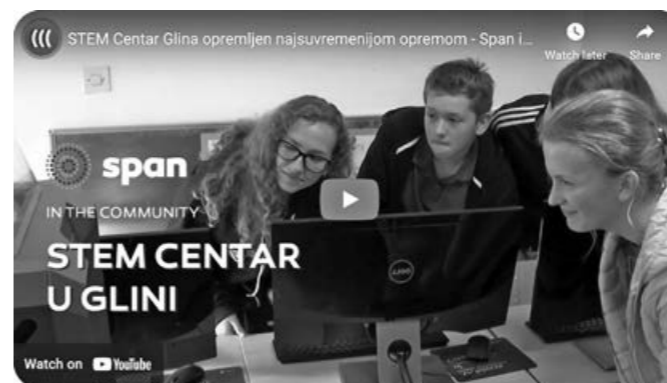 STEM Centar Glina opremljen najsuvremenijom opremom - Span i...
Watch later
Share
span
IN THE COMMUNITY
STEM CENTAR
U GLINI
DELL
Watch on YouTube